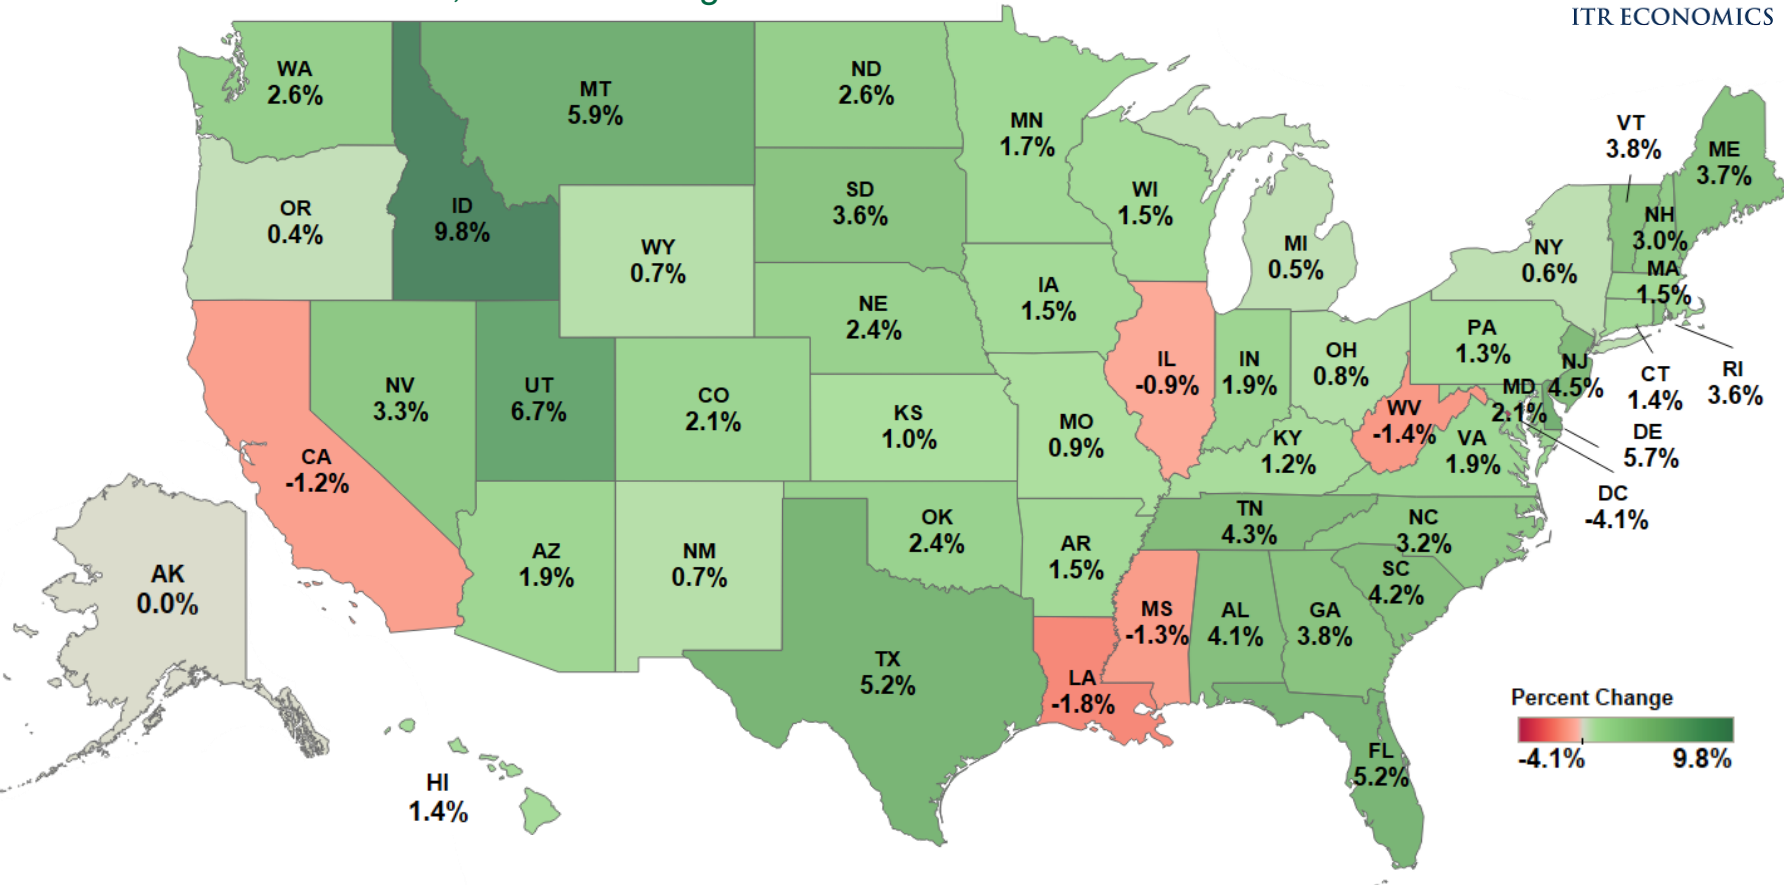 ITR ECONOMICS
WA
2.6%
MT
5.9%
ND
2.6%
MN
1.7%
VT
3.8%
ME
3.7%
OR
0.4%
ID
9.8%
WY
0.7%
SD
3.6%
WI
1.5%
MI
0.5%
NY
0.6%
NH
3.0%
MA
1.5%
NE
2.4%
IA
1.5%
PA
1.3%
NJ
4.5%
CT
1.4%
RI
3.6%
NV
3.3%
UT
6.7%
CO
2.1%
KS
1.0%
MO
0.9%
IL
-0.9%
IN
1.9%
OH
0.8%
WV
-1.4%
MD
2.1%
DE
5.7%
DC
-4.1%
CA
-1.2%
KY
1.2%
VA
1.9%
AZ
1.9%
NM
0.7%
OK
2.4%
AR
1.5%
TN
4.3%
NC
3.2%
SC
4.2%
AK
0.0%
TX
5.2%
LA
-1.8%
MS
-1.3%
AL
4.1%
GA
3.8%
FL
5.2%
HI
1.4%
Percent Change
-4.1%
9.8%